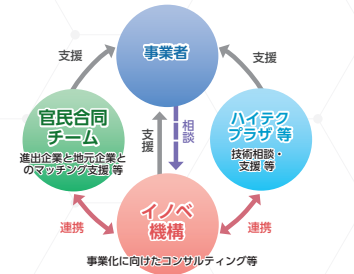 事業者
支援
支援
官民合同
チーム
進出企業と地元企業と
のマッチング支援 等
支援
相談
ハイテク
プラザ 等
技術相談・
支援 等
連携
イノベ
機構
連携
事業化に向けたコンサルティング等